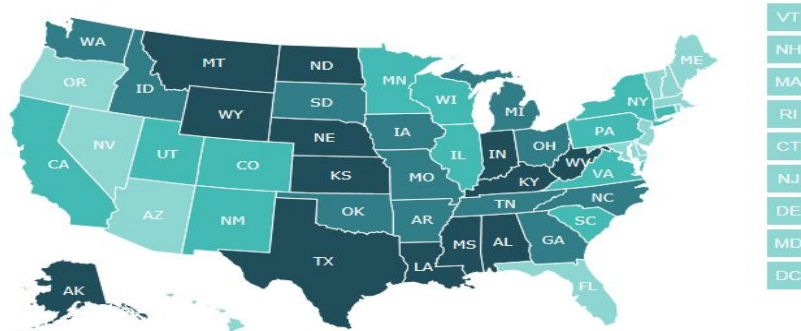 WA
MT
ND
MN
ME
OR
ID
SD
WI
MI
NY
WY
IA
PA
NE
NV
UT
CO
IL
IN
OH
WV
VA
CA
KS
MO
KY
AZ
NM
OK
AR
TN
NC
SC
MS
AL
GA
TX
LA
AK
FL
VT
NH
MA
RI
CT
NJ
DE
MD
DC